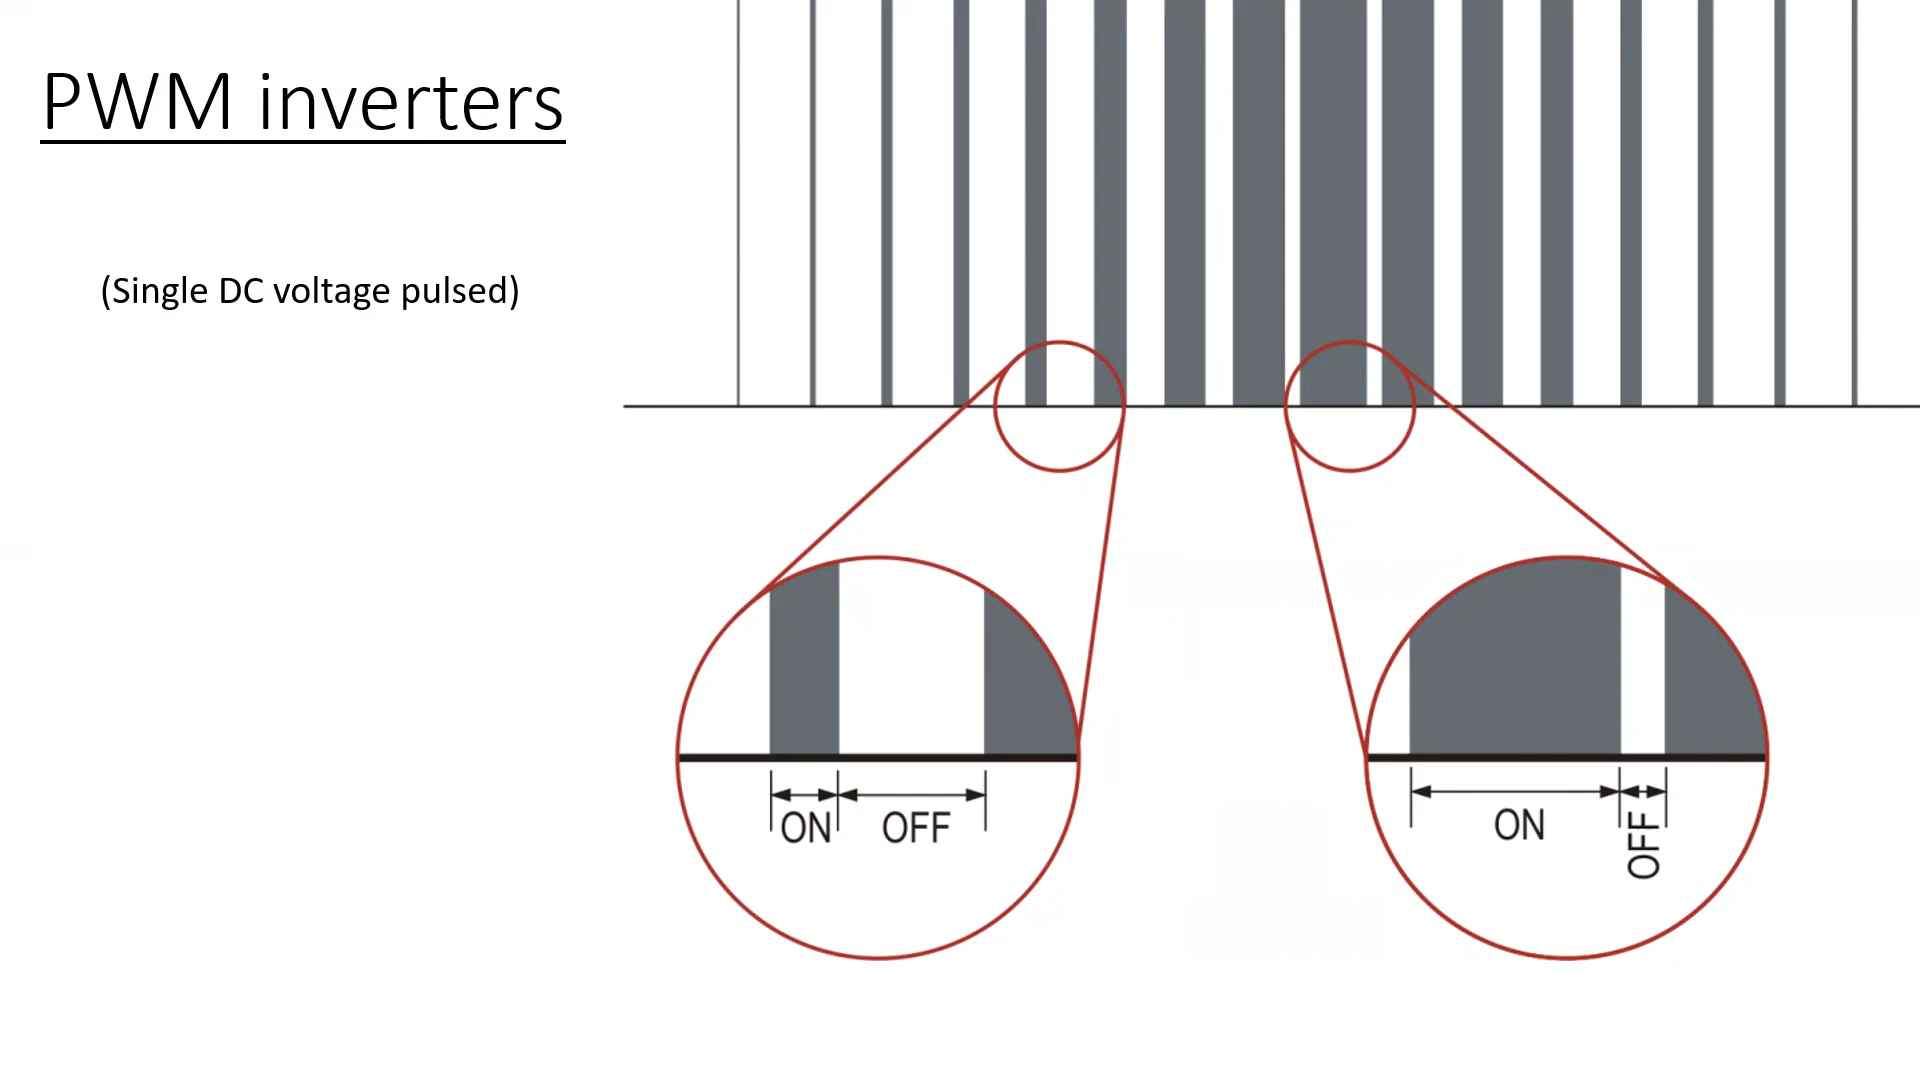 PWM inverters
(Single DC voltage pulsed)
ON OFF
ON
OFF